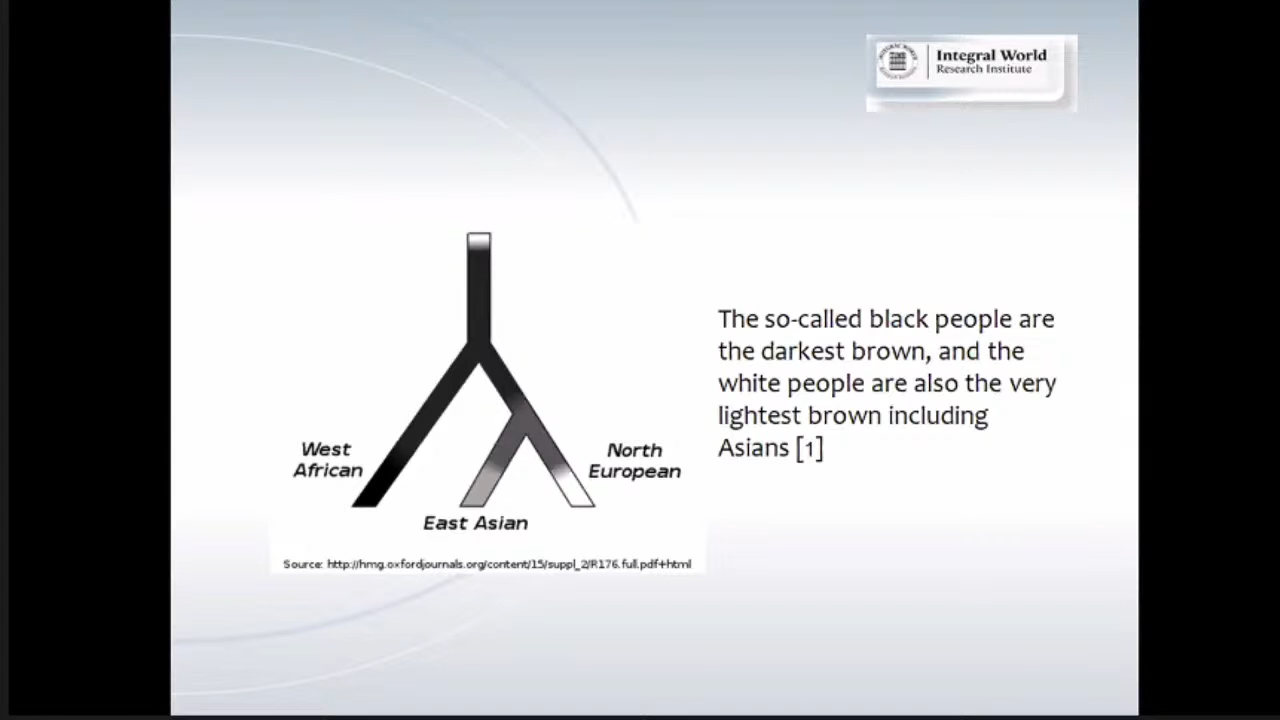 Integral World
Research Institute
The so-called black people are
the darkest brown, and the
white people are also the very
lightest brown including
Asians [1]
West
African
North
European
East Asian
Source: http://hmg.oxfordjournals.org/content/15/suppl_2/R176.full.pdf+html